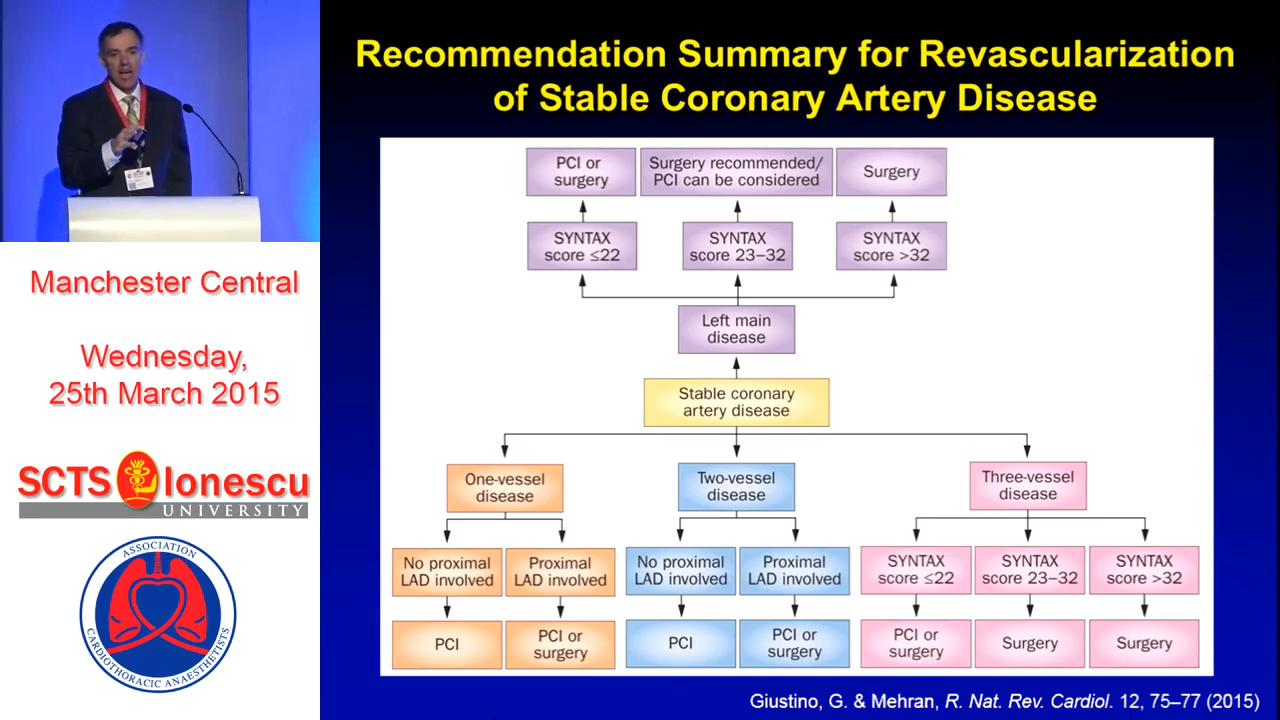 Recommendation Summary for Revascularization
of Stable Coronary Artery Disease
PCI or
surgery
Surgery recommended/
PCI can be considered
Surgery
SYNTAX
score ≤22
SYNTAX
score 23–32
SYNTAX
score >32
Left main
disease
Stable coronary
artery disease
One-vessel
disease
Two-vessel
disease
Three-vessel
disease
No proximal
LAD involved
Proximal
LAD involved
No proximal
LAD involved
Proximal
LAD involved
SYNTAX
score ≤22
SYNTAX
score 23–32
SYNTAX
score >32
PCI
PCI or
surgery
PCI
PCI or
surgery
PCI or
surgery
Surgery
Surgery
Giustino, G. & Mehran, R. Nat. Rev. Cardiol. 12, 75–77 (2015)
Manchester Central
Wednesday,
25th March 2015
SCTS Ionescu
UNIVERSITY
ASSOCIATION
CARDIOTHORACIC ANAESTHETISTS